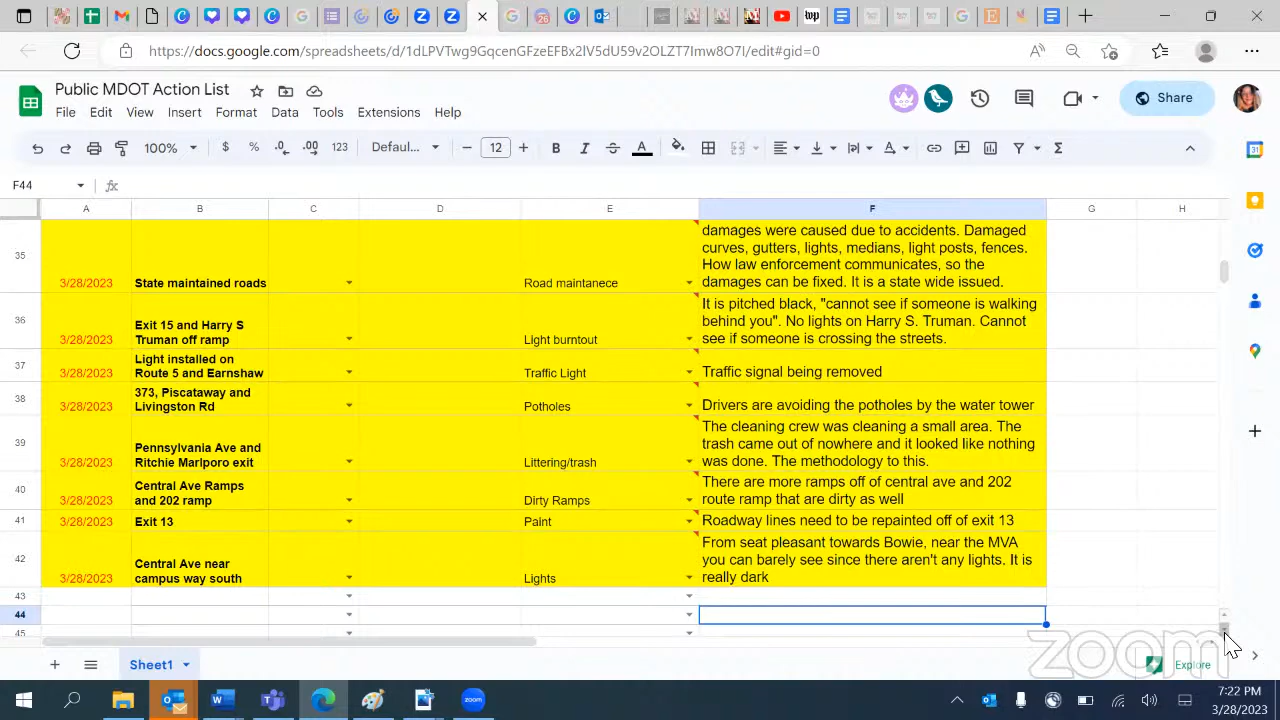 26
https://docs.google.com/spreadsheets/d/1dLPVTwg9GqcenGFzeEFBx2lV5dU59v2OLZT7Imw8O7I/edit#gid=0
Public MDOT Action List
File Edit View Insert Format Data Tools Extensions Help
Share
100% $ % .0 .00 123 Defaul... 12 B I S A
F44 fx
A B C D E F G H
damages were caused due to accidents. Damaged
curves, gutters, lights, medians, light posts, fences.
How law enforcement communicates, so the
35 3/28/2023 State maintained roads Road maintanece damages can be fixed. It is a state wide issued.
36 3/28/2023 Exit 15 and Harry S
Truman off ramp Light burntout It is pitched black, "cannot see if someone is walking
behind you". No lights on Harry S. Truman. Cannot
see if someone is crossing the streets.
37 3/28/2023 Light installed on
Route 5 and Earnshaw Traffic Light Traffic signal being removed
38 3/28/2023 373, Piscataway and
Livingston Rd Potholes Drivers are avoiding the potholes by the water tower
39 3/28/2023 Pennsylvania Ave and
Ritchie Marlporo exit Littering/trash The cleaning crew was cleaning a small area. The
trash came out of nowhere and it looked like nothing
was done. The methodology to this.
40 3/28/2023 Central Ave Ramps
and 202 ramp Dirty Ramps There are more ramps off of central ave and 202
route ramp that are dirty as well
41 3/28/2023 Exit 13 Paint Roadway lines need to be repainted off of exit 13
42 3/28/2023 Central Ave near
campus way south Lights From seat pleasant towards Bowie, near the MVA
you can barely see since there aren't any lights. It is
really dark
43
44
45
zoom
Sheet1 Explore
zoom
7:22 PM
3/28/2023